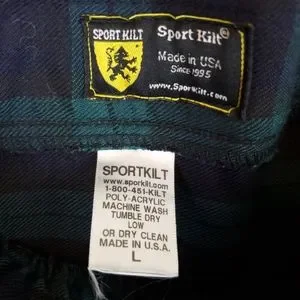 SPORT KILT
Sport Kilt®
Made in USA
Since 1995
www.SportKilt.com
SPORTKILT
www.sportkilt.com
1-800-451-KILT
POLY-ACRYLIC
MACHINE WASH
TUMBLE DRY
LOW
OR DRY CLEAN
MADE IN U.S.A.
L